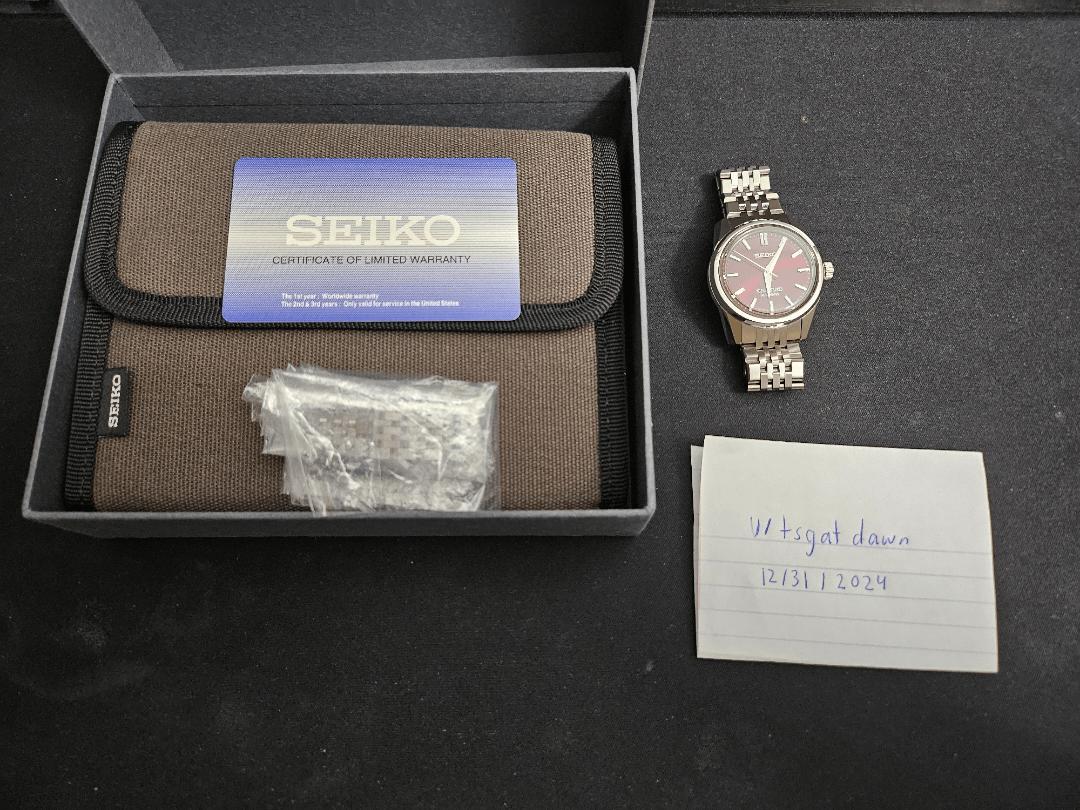 SEIKO
CERTIFICATE OF LIMITED WARRANTY
The 1st year : Worldwide warranty
The 2nd & 3rd years : Only valid for service in the United States
SEIKO
SEIKO
W/tsgat dawn
12/31/2024